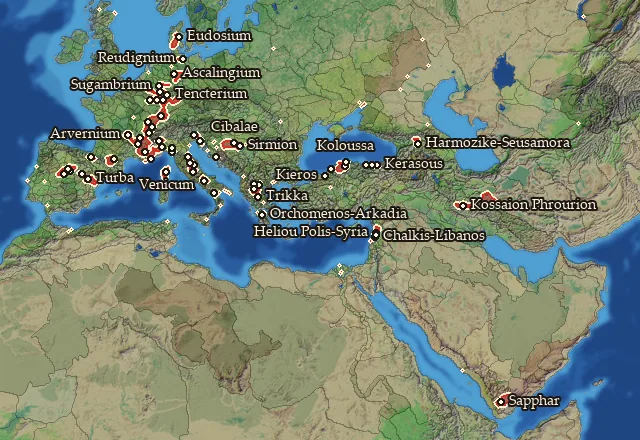 Eudosium
Reudignium
Ascalingium
Sugambrium
Tencterium
Arvernium
Cibalae
Sirmion
Koloussa
Harmozike-Seusamora
Kerasous
Kieros
Turba
Venicum
Trikka
Kossaion Phrourion
Orchomenos-Arkadia
Heliou Polis-Syria
Chalkis-Libanos
Sapphar